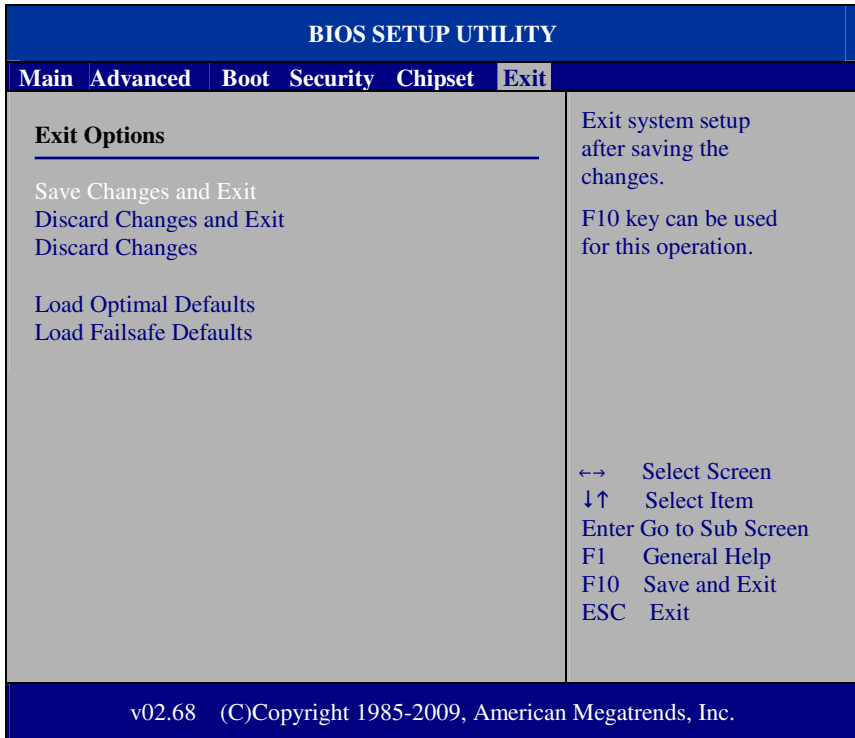 BIOS SETUP UTILITY
Main Advanced Boot Security Chipset Exit
Exit Options
Save Changes and Exit
Discard Changes and Exit
Discard Changes
Load Optimal Defaults
Load Failsafe Defaults
Exit system setup
after saving the
changes.
F10 key can be used
for this operation.
←→ Select Screen
↓↑ Select Item
Enter Go to Sub Screen
F1 General Help
F10 Save and Exit
ESC Exit
v02.68 (C)Copyright 1985-2009, American Megatrends, Inc.